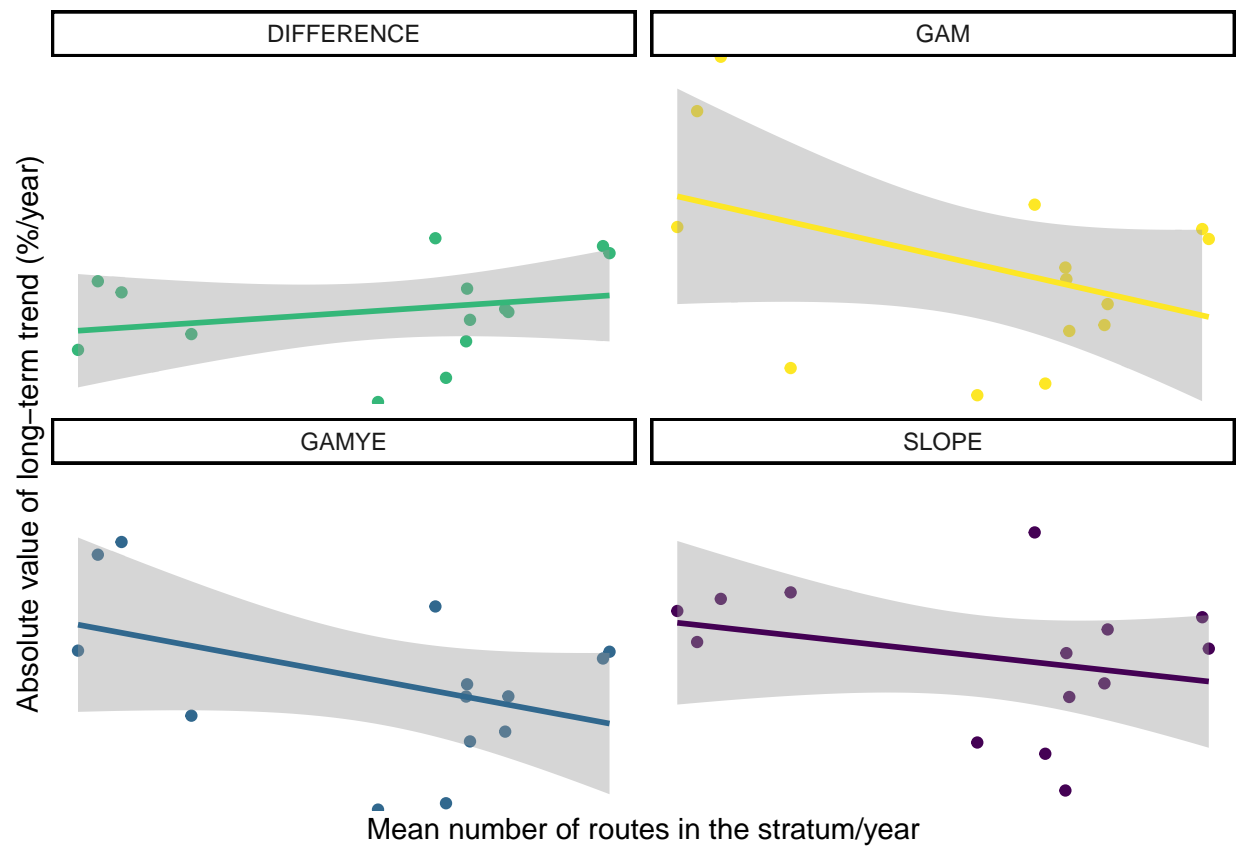 DIFFERENCE
GAM
GAMYE
SLOPE
Absolute value of long−term trend (%/year)
Mean number of routes in the stratum/year